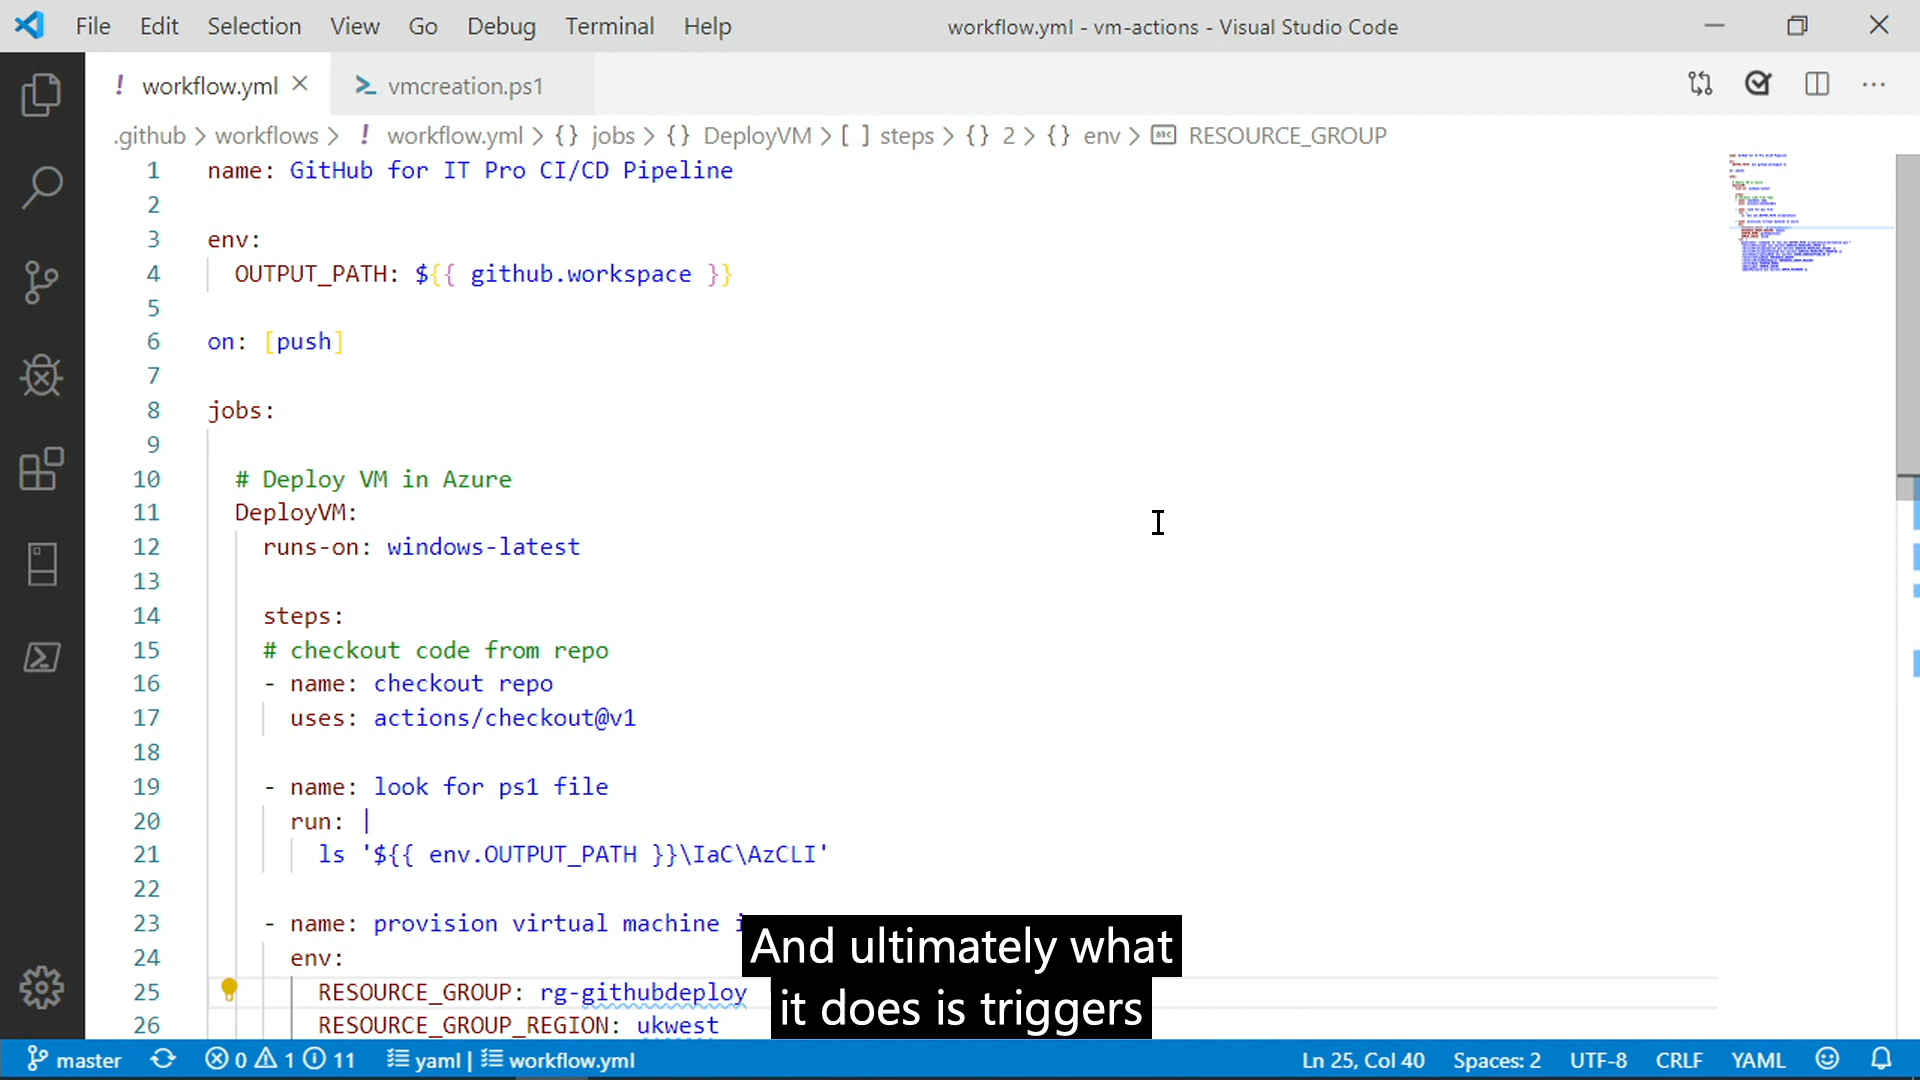 File Edit Selection View Go Debug Terminal Help
workflow.yml - vm-actions - Visual Studio Code
! workflow.yml
vmcreation.ps1
.github > workflows > ! workflow.yml > {} jobs > {} DeployVM > [ ] steps > {} 2 > {} env > abc RESOURCE_GROUP
1 name: GitHub for IT Pro CI/CD Pipeline
2
3 env:
4 OUTPUT_PATH: ${{ github.workspace }}
5
6 on: [push]
7
8 jobs:
9
10 # Deploy VM in Azure
11 DeployVM:
12 runs-on: windows-latest
13
14 steps:
15 # checkout code from repo
16 - name: checkout repo
17 uses: actions/checkout@v1
18
19 - name: look for ps1 file
20 run: |
21 ls '${{ env.OUTPUT_PATH }}\IaC\AzCLI'
22
23 - name: provision virtual machine i
24 env:
25 RESOURCE_GROUP: rg-githubdeploy
26 RESOURCE_GROUP_REGION: ukwest
And ultimately what
it does is triggers
master 0 1 11 yaml | workflow.yml Ln 25, Col 40 Spaces: 2 UTF-8 CRLF YAML